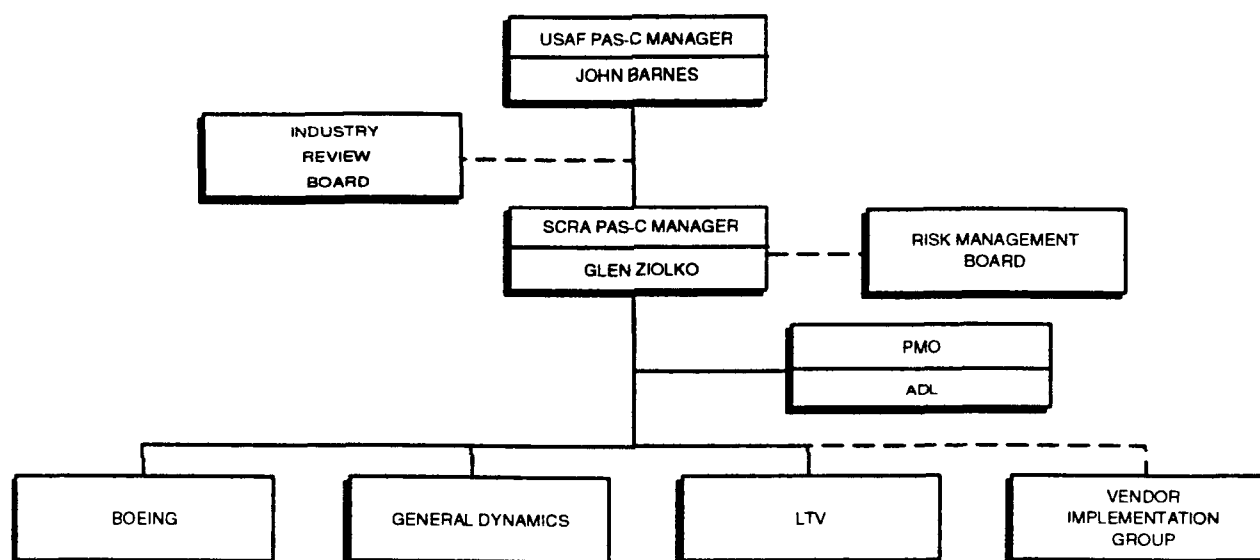 USAF PAS-C MANAGER
JOHN BARNES
INDUSTRY
REVIEW
BOARD
SCRA PAS-C MANAGER
GLEN ZIOLKO
RISK MANAGEMENT
BOARD
PMO
ADL
BOEING
GENERAL DYNAMICS
LTV
VENDOR
IMPLEMENTATION
GROUP